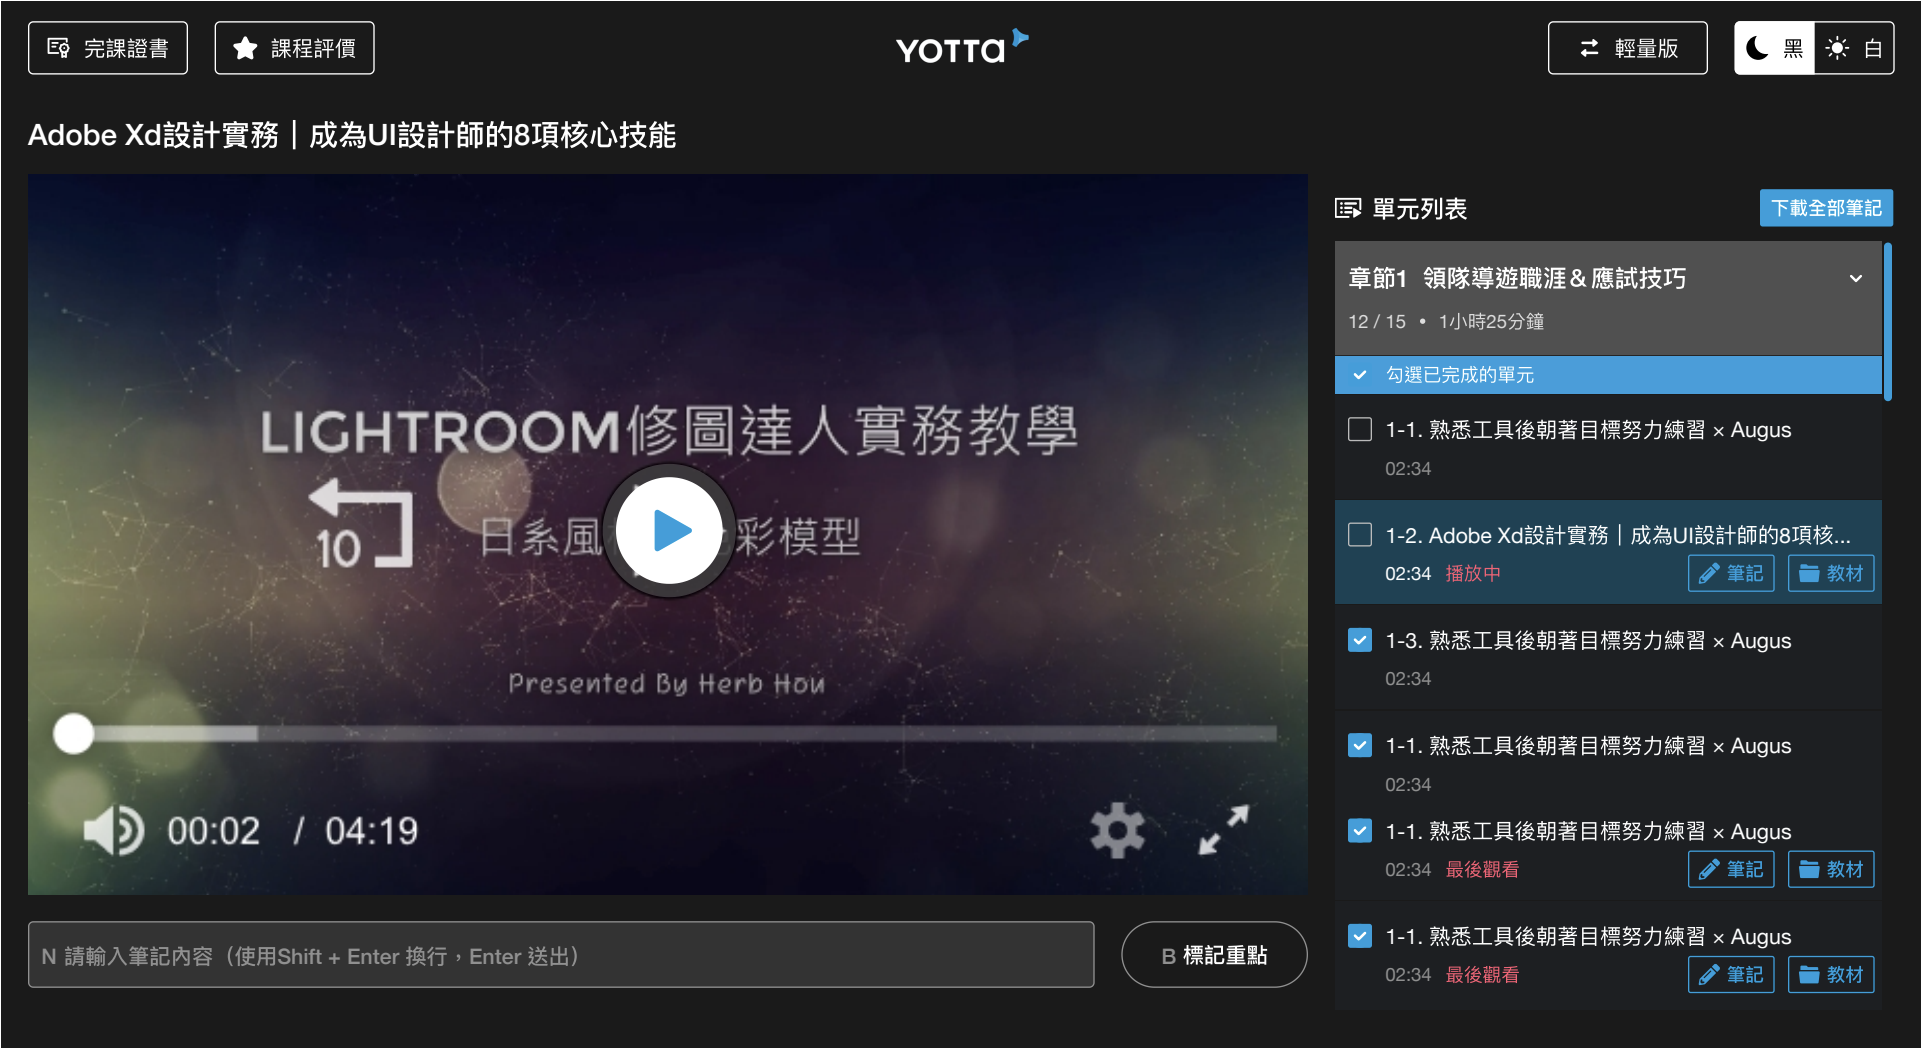 完課證書
課程評價
YOTTA
輕量版
黑
白
Adobe Xd設計實務｜成為UI設計師的8項核心技能
LIGHTROOM修圖達人實務教學
10
日系風
彩模型
Presented By Herb Hou
00:02 / 04:19
N 請輸入筆記內容（使用Shift + Enter 換行，Enter 送出）
B 標記重點
單元列表
下載全部筆記
章節1 領隊導遊職涯＆應試技巧
12 / 15 • 1小時25分鐘
勾選已完成的單元
1-1. 熟悉工具後朝著目標努力練習 × Augus
02:34
1-2. Adobe Xd設計實務｜成為UI設計師的8項核...
02:34 播放中 筆記 教材
1-3. 熟悉工具後朝著目標努力練習 × Augus
02:34
1-1. 熟悉工具後朝著目標努力練習 × Augus
02:34
1-1. 熟悉工具後朝著目標努力練習 × Augus
02:34 最後觀看 筆記 教材
1-1. 熟悉工具後朝著目標努力練習 × Augus
02:34 最後觀看 筆記 教材